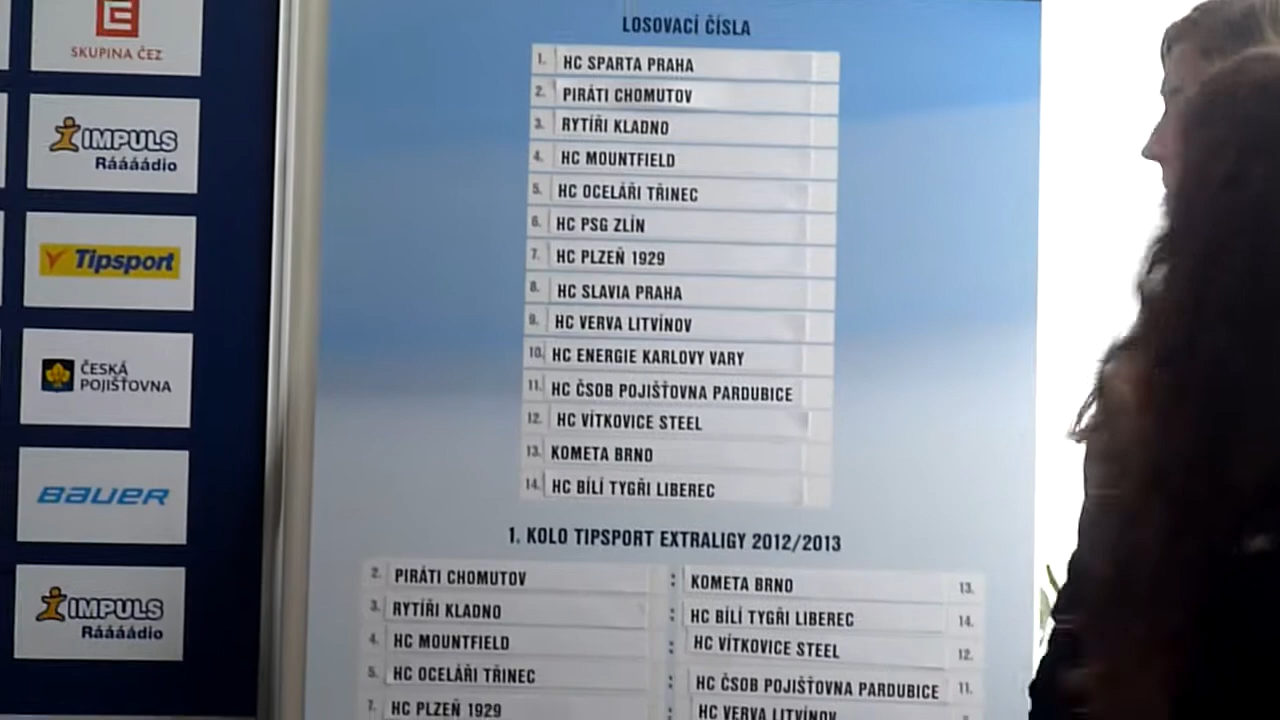 SKUPINA ČEZ
IMPULS
Ráááádio
Tipsport
ČESKÁ
POJIŠŤOVNA
BAUER
IMPULS
Ráááádio
LOSOVACÍ ČÍSLA
1. HC SPARTA PRAHA
2. PIRÁTI CHOMUTOV
3. RYTÍŘI KLADNO
4. HC MOUNTFIELD
5. HC OCELÁŘI TŘINEC
6. HC PSG ZLÍN
7. HC PLZEŇ 1929
8. HC SLAVIA PRAHA
9. HC VERVA LITVÍNOV
10. HC ENERGIE KARLOVY VARY
11. HC ČSOB POJIŠŤOVNA PARDUBICE
12. HC VÍTKOVICE STEEL
13. KOMETA BRNO
14. HC BÍLÍ TYGŘI LIBEREC
1. KOLO TIPSPORT EXTRALIGY 2012/2013
2. PIRÁTI CHOMUTOV : KOMETA BRNO 13.
3. RYTÍŘI KLADNO : HC BÍLÍ TYGŘI LIBEREC 14.
4. HC MOUNTFIELD : HC VÍTKOVICE STEEL 12.
5. HC OCELÁŘI TŘINEC : HC ČSOB POJIŠŤOVNA PARDUBICE 11.
7. HC PLZEŇ 1929 : HC VERVA LITVÍNOV